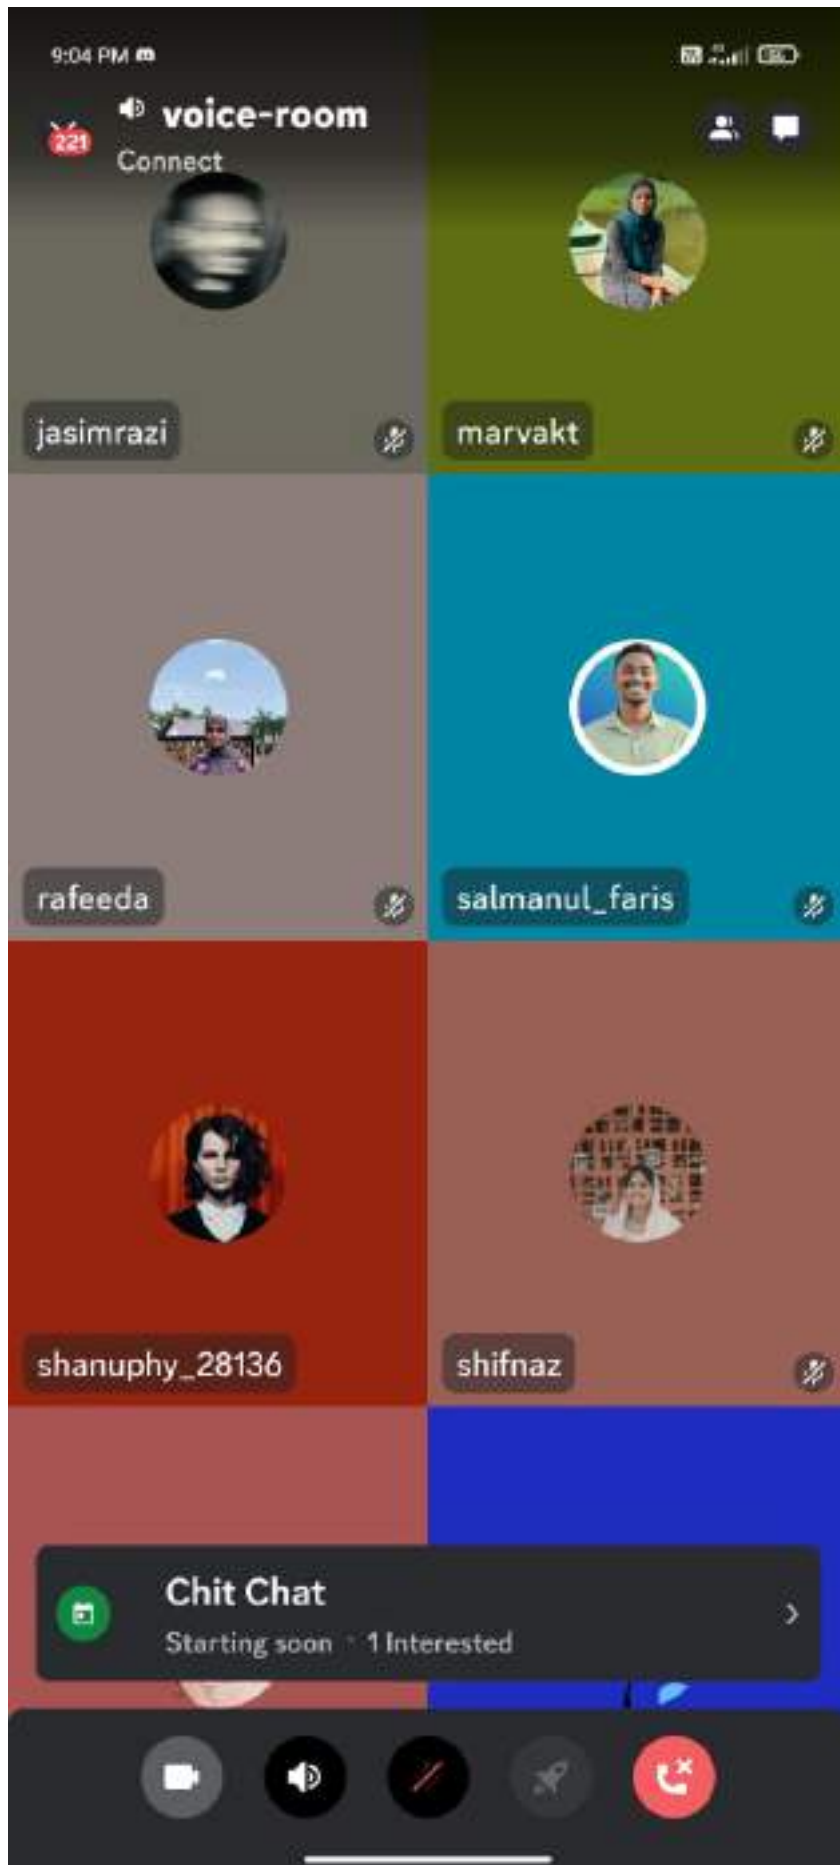 9:04 PM
voice-room
221
Connect
jasimrazi
marvakt
rafeeda
salmanul_faris
shanuphy_28136
shifnaz
Chit Chat
Starting soon · 1 Interested